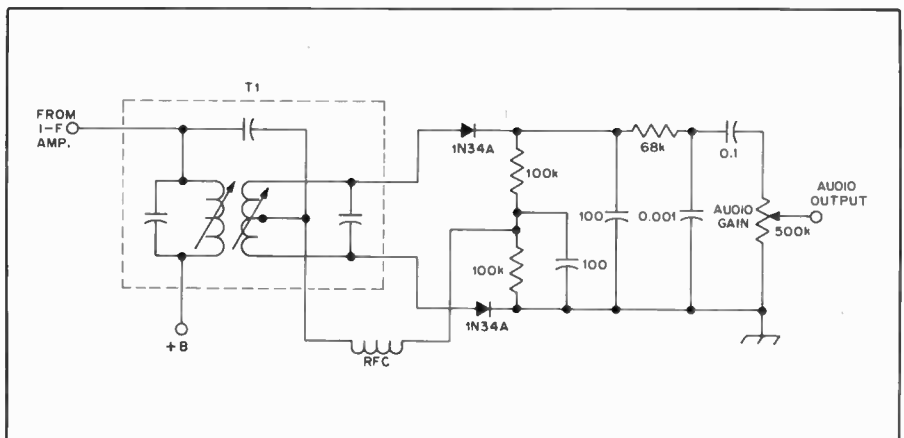 T1
FROM
I-F
AMP.
+B
RFC
1N34A
1N34A
100k
100k
100
100
68k
0.001
0.1
AUDIO
GAIN
500k
AUDIO
OUTPUT